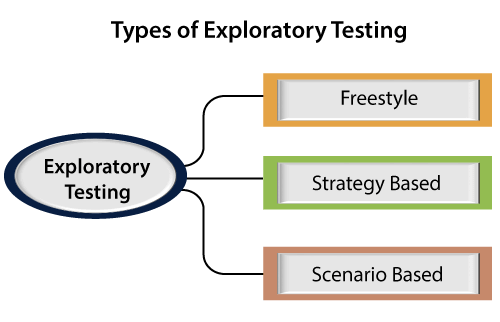 Types of Exploratory Testing
Exploratory
Testing
Freestyle
Strategy Based
Scenario Based